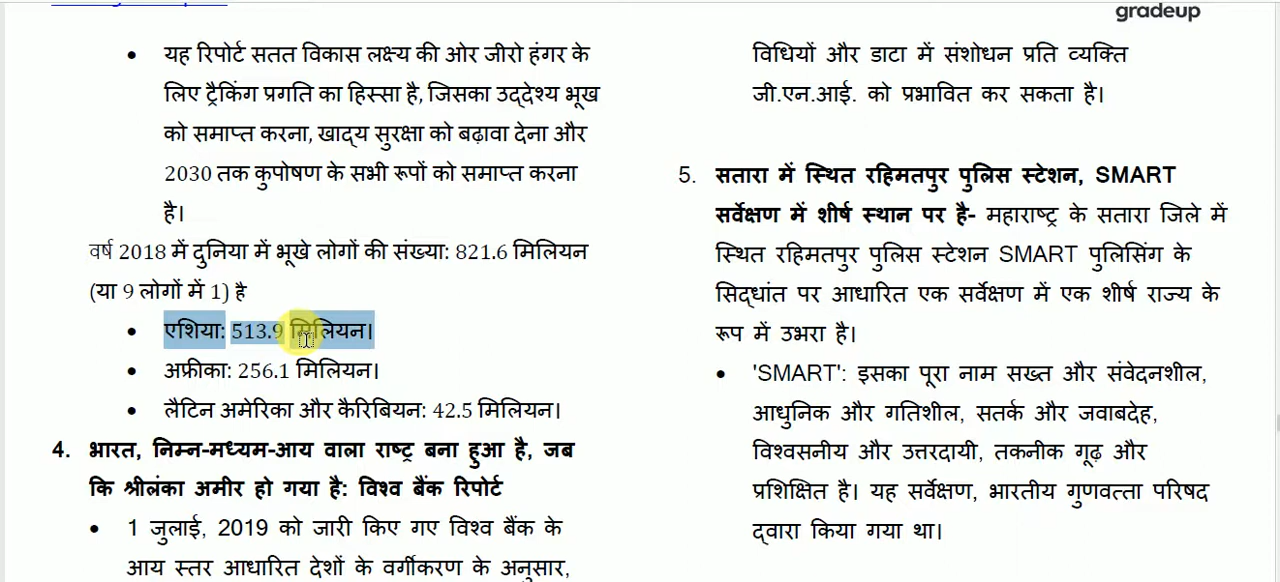 gradeup
• यह रिपोर्ट सतत विकास लक्ष्य की ओर जीरो हंगर के
लिए ट्रैकिंग प्रगति का हिस्सा है, जिसका उद्देश्य भूख
को समाप्त करना, खाद्य सुरक्षा को बढ़ावा देना और
2030 तक कुपोषण के सभी रूपों को समाप्त करना
है।
वर्ष 2018 में दुनिया में भूखे लोगों की संख्या: 821.6 मिलियन
(या 9 लोगों में 1) है
• एशिया: 513.9 मिलियन।
• अफ्रीका: 256.1 मिलियन।
• लैटिन अमेरिका और कैरिबियन: 42.5 मिलियन।
4. भारत, निम्न-मध्यम-आय वाला राष्ट्र बना हुआ है, जब
कि श्रीलंका अमीर हो गया है: विश्व बैंक रिपोर्ट
• 1 जुलाई, 2019 को जारी किए गए विश्व बैंक के
आय स्तर आधारित देशों के वर्गीकरण के अनुसार,
विधियों और डाटा में संशोधन प्रति व्यक्ति
जी.एन.आई. को प्रभावित कर सकता है।
5. सतारा में स्थित रहिमतपुर पुलिस स्टेशन, SMART
सर्वेक्षण में शीर्ष स्थान पर है- महाराष्ट्र के सतारा जिले में
स्थित रहिमतपुर पुलिस स्टेशन SMART पुलिसिंग के
सिद्धांत पर आधारित एक सर्वेक्षण में एक शीर्ष राज्य के
रूप में उभरा है।
• 'SMART': इसका पूरा नाम सख्त और संवेदनशील,
आधुनिक और गतिशील, सतर्क और जवाबदेह,
विश्वसनीय और उत्तरदायी, तकनीक गूढ़ और
प्रशिक्षित है। यह सर्वेक्षण, भारतीय गुणवत्ता परिषद
द्वारा किया गया था।